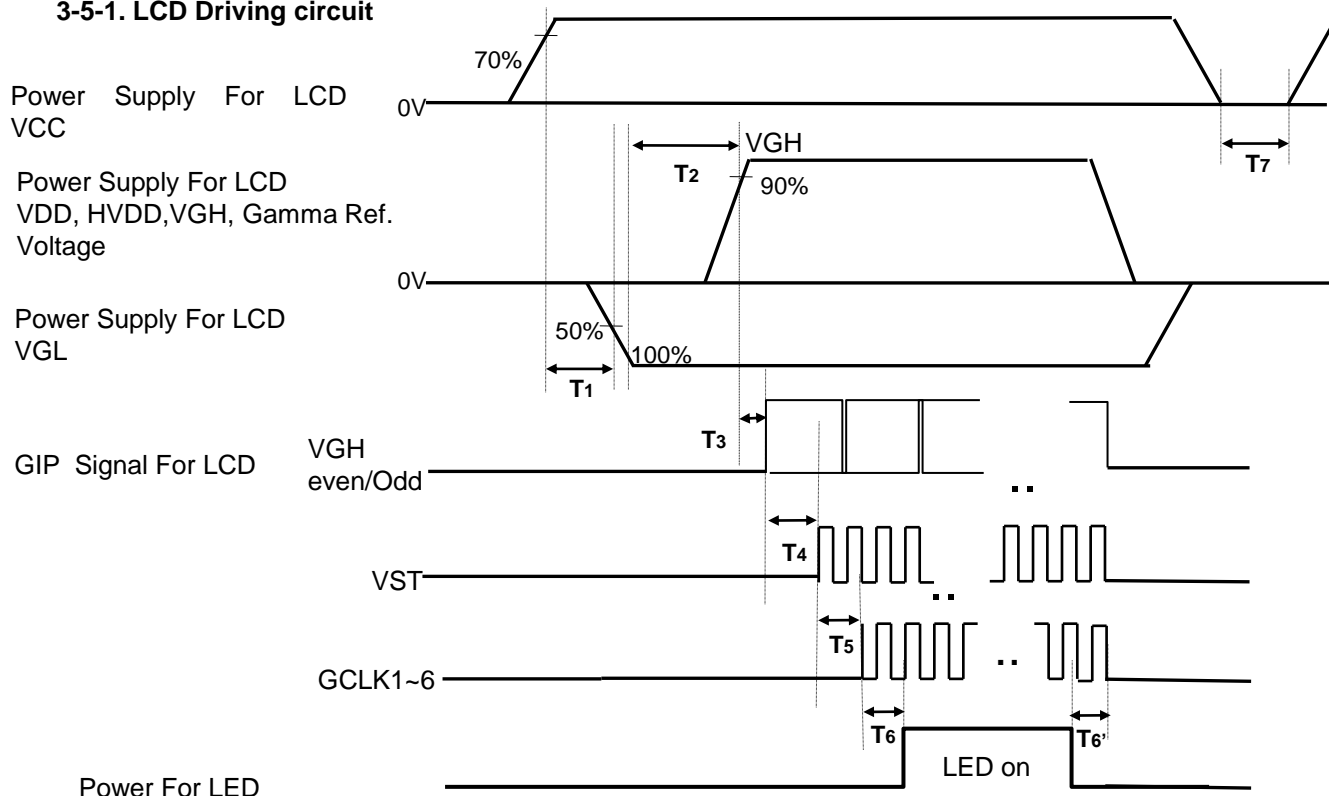 3-5-1. LCD Driving circuit
70%
Power Supply For LCD
VCC
0V
T7
VGH
T2
90%
Power Supply For LCD
VDD, HVDD,VGH, Gamma Ref.
Voltage
0V
Power Supply For LCD
VGL
50%
100%
T1
T3
GIP Signal For LCD
VGH
even/Odd
..
T4
VST
..
T5
GCLK1~6
..
T6
T6’
LED on
Power For LED